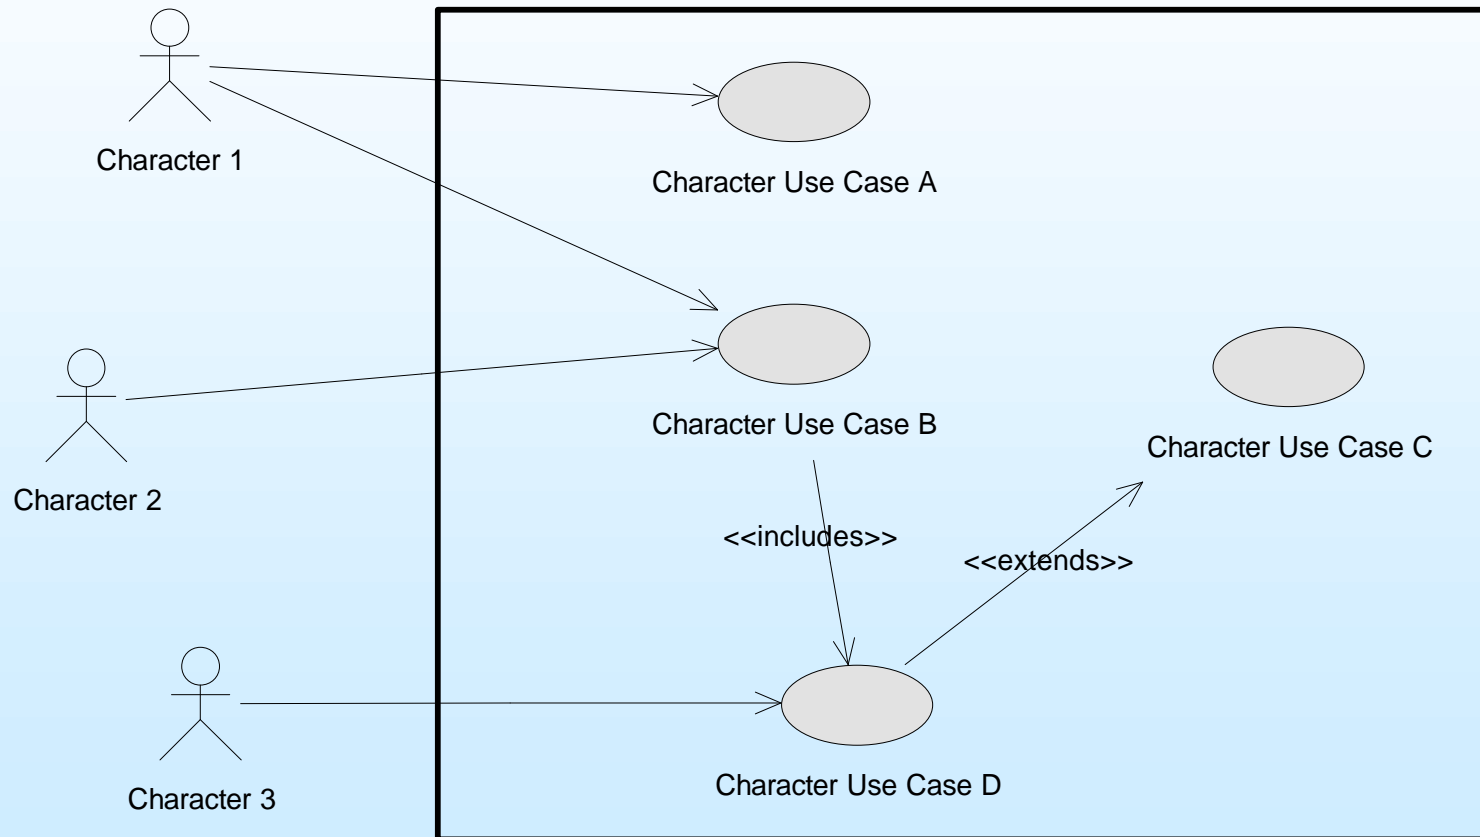 Character 1
Character Use Case A
Character Use Case B
Character Use Case C
Character 2
<<includes>>
<<extends>>
Character Use Case D
Character 3